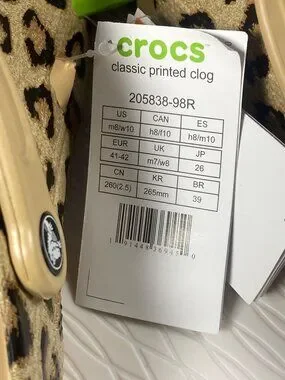 crocs™
classic printed clog
205838-98R
US CAN ES
m8/w10 h8/f10 h8/m10
EUR UK JP
41-42 m7/w8 26
CN KR BR
260(2.5) 265mm 39